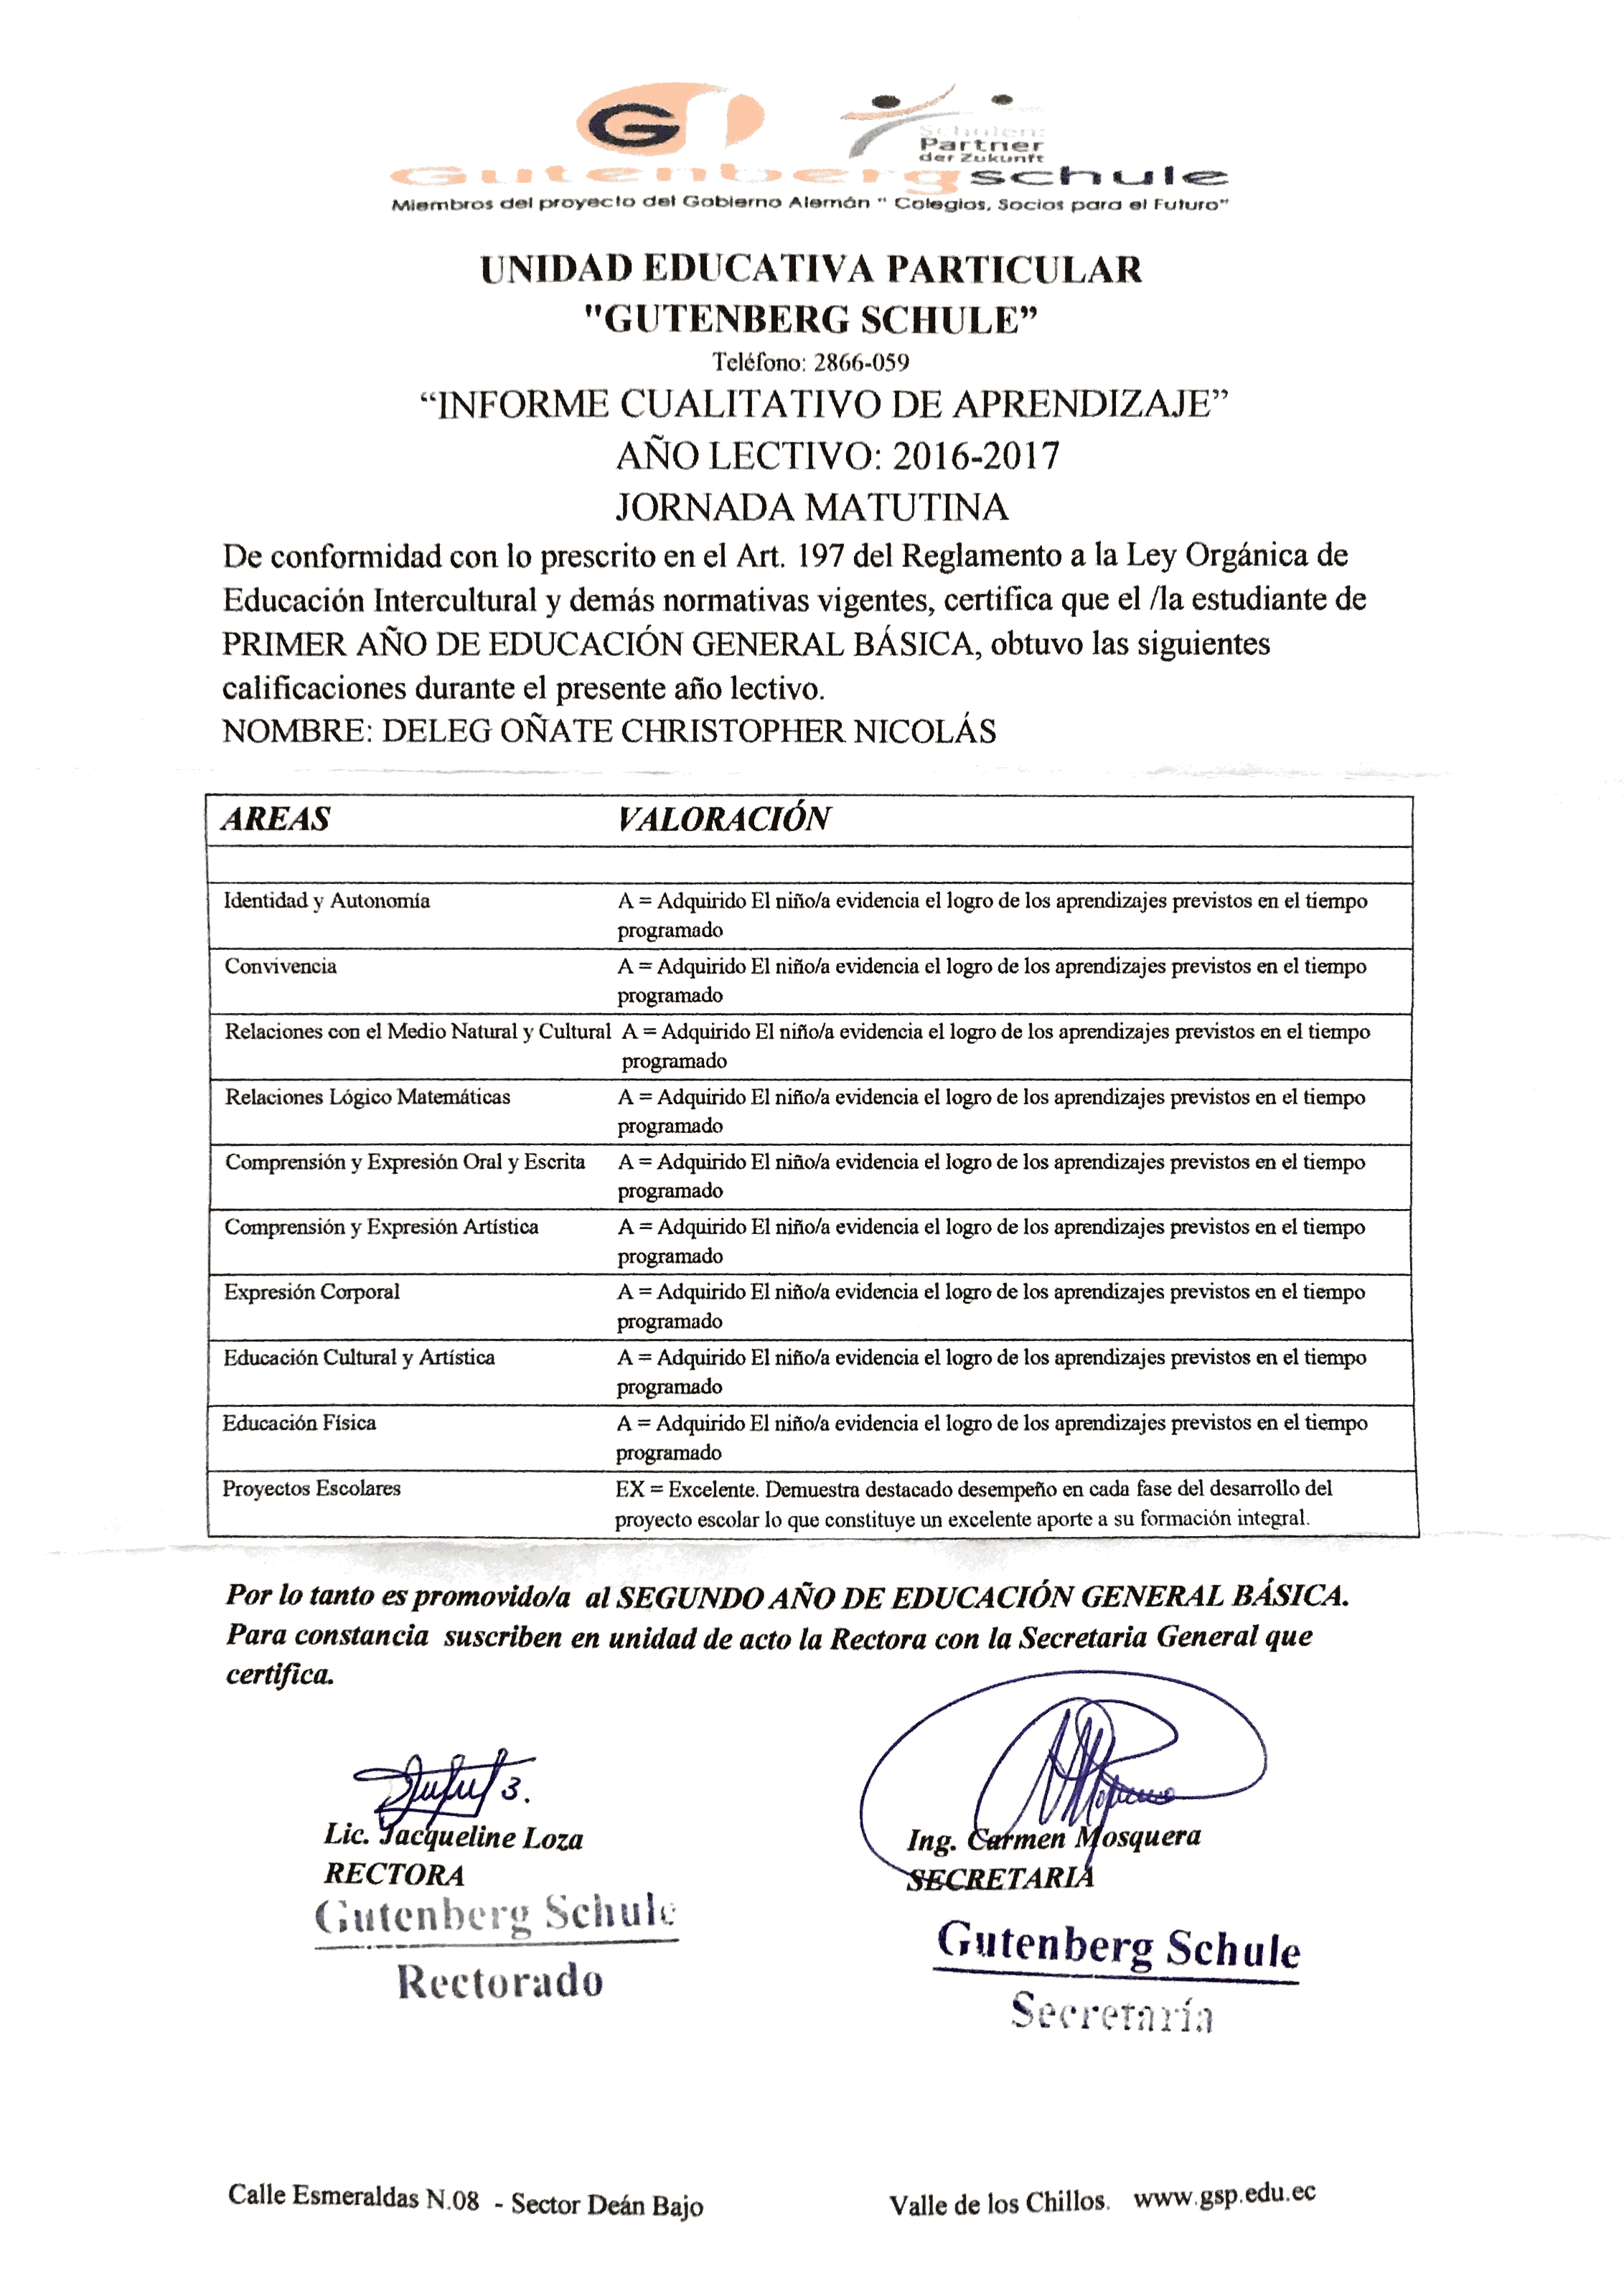 G
Schulen:
Partner
der Zukunft
Gutenbergschule
Miembros del proyecto del Gobierno Alemán " Colegios, Socios para el Futuro"
UNIDAD EDUCATIVA PARTICULAR
"GUTENBERG SCHULE”
Teléfono: 2866-059
“INFORME CUALITATIVO DE APRENDIZAJE”
AÑO LECTIVO: 2016-2017
JORNADA MATUTINA
De conformidad con lo prescrito en el Art. 197 del Reglamento a la Ley Orgánica de
Educación Intercultural y demás normativas vigentes, certifica que el /la estudiante de
PRIMER AÑO DE EDUCACIÓN GENERAL BÁSICA, obtuvo las siguientes
calificaciones durante el presente año lectivo.
NOMBRE: DELEG OÑATE CHRISTOPHER NICOLÁS
AREAS VALORACIÓN
Identidad y Autonomía A = Adquirido El niño/a evidencia el logro de los aprendizajes previstos en el tiempo
programado
Convivencia A = Adquirido El niño/a evidencia el logro de los aprendizajes previstos en el tiempo
programado
Relaciones con el Medio Natural y Cultural A = Adquirido El niño/a evidencia el logro de los aprendizajes previstos en el tiempo
programado
Relaciones Lógico Matemáticas A = Adquirido El niño/a evidencia el logro de los aprendizajes previstos en el tiempo
programado
Comprensión y Expresión Oral y Escrita A = Adquirido El niño/a evidencia el logro de los aprendizajes previstos en el tiempo
programado
Comprensión y Expresión Artística A = Adquirido El niño/a evidencia el logro de los aprendizajes previstos en el tiempo
programado
Expresión Corporal A = Adquirido El niño/a evidencia el logro de los aprendizajes previstos en el tiempo
programado
Educación Cultural y Artística A = Adquirido El niño/a evidencia el logro de los aprendizajes previstos en el tiempo
programado
Educación Física A = Adquirido El niño/a evidencia el logro de los aprendizajes previstos en el tiempo
programado
Proyectos Escolares EX = Excelente. Demuestra destacado desempeño en cada fase del desarrollo del
proyecto escolar lo que constituye un excelente aporte a su formación integral.
Por lo tanto es promovido/a al SEGUNDO AÑO DE EDUCACIÓN GENERAL BÁSICA.
Para constancia suscriben en unidad de acto la Rectora con la Secretaria General que
certifica.
Lic. Jacqueline Loza
RECTORA
Gutenberg Schule
Rectorado
Ing. Carmen Mosquera
SECRETARIA
Gutenberg Schule
Secretaría
Calle Esmeraldas N.08 - Sector Deán Bajo Valle de los Chillos. www.gsp.edu.ec